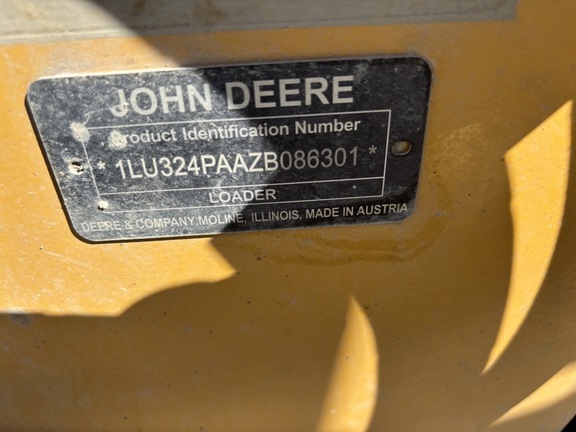 JOHN DEERE
Product Identification Number
* 1LU324PAAZB086301 *
LOADER
DEERE & COMPANY MOLINE, ILLINOIS, MADE IN AUSTRIA